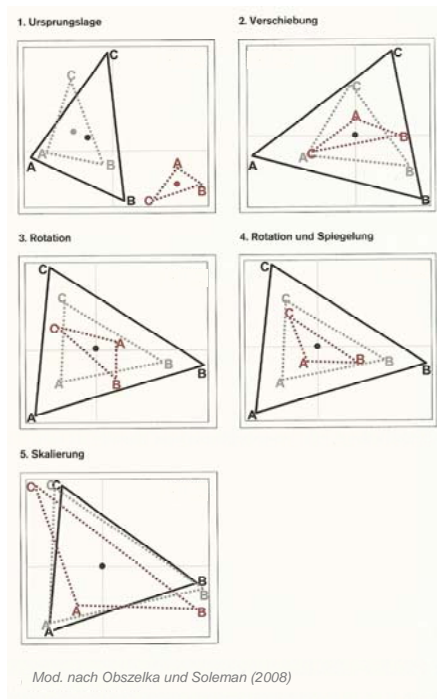 1. Ursprungslage
C
C
A
A
B
B
A
B
C
2. Verschiebung
C
C
A
B
C
A
A
B
B
3. Rotation
C
C
C
A
B
B
A
B
A
4. Rotation und Spiegelung
C
C
C
A
B
B
B
A
A
5. Skalierung
C
C
C
B
B
B
A
A
A
Mod. nach Obszelka und Soleman (2008)